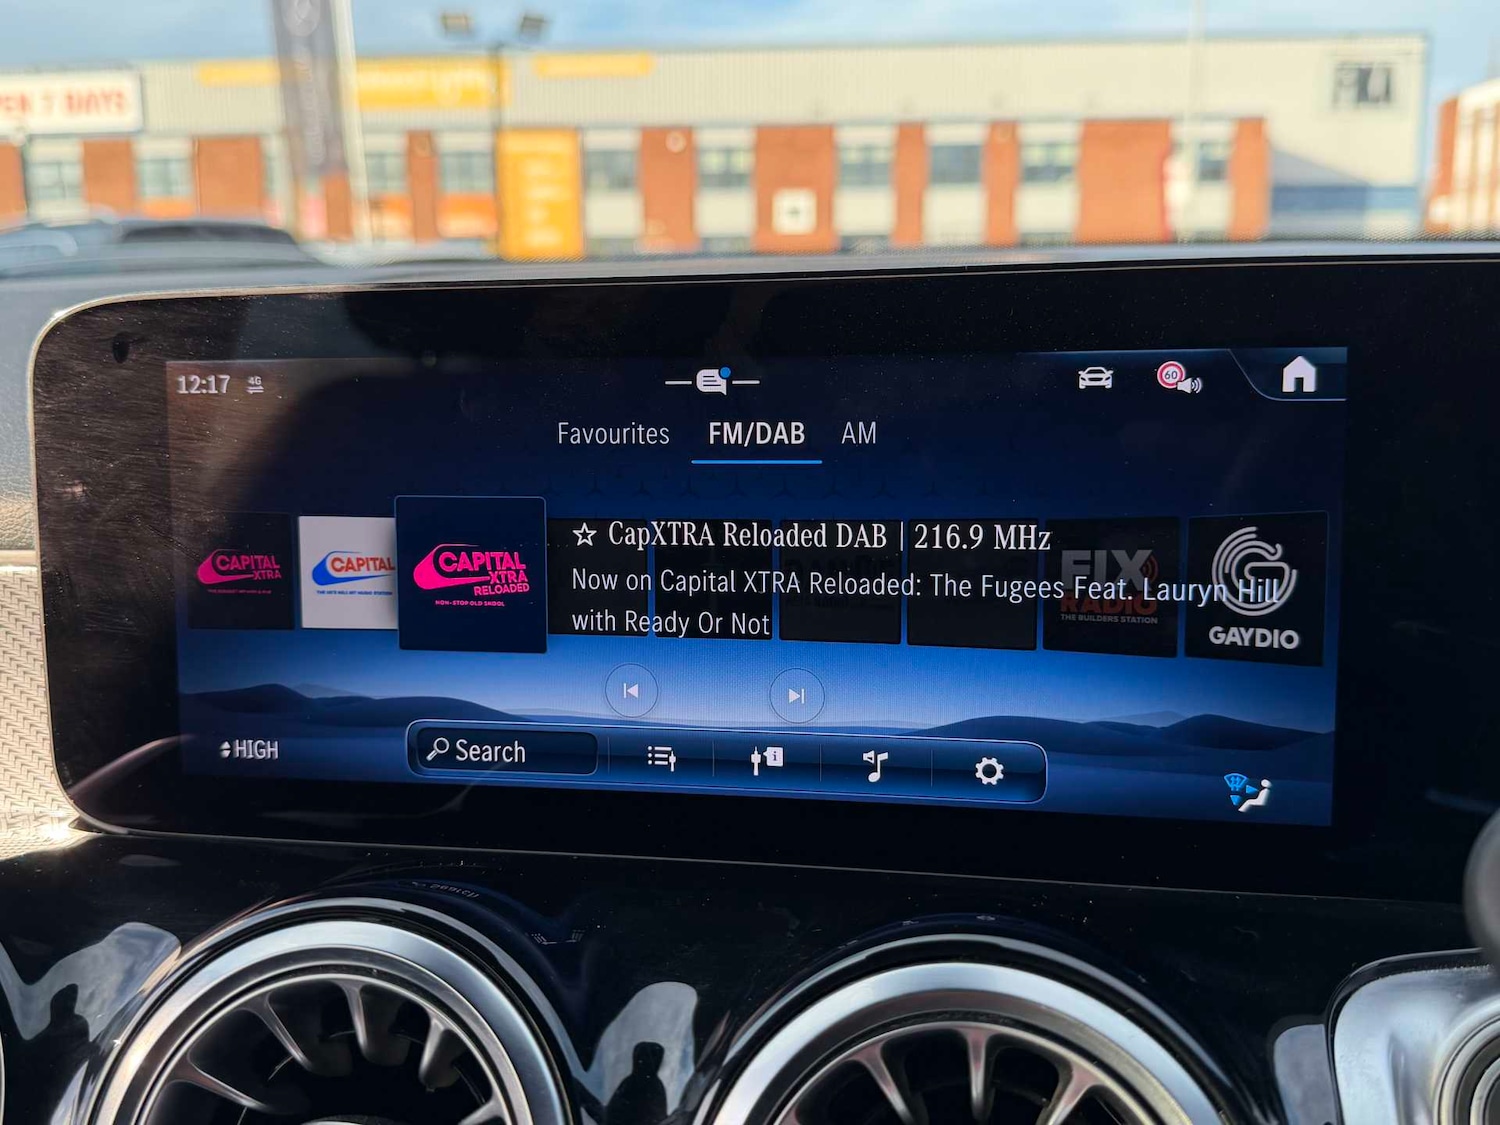 12:17 4G
60
Favourites FM/DAB AM
CAPITAL
XTRA
CAPITAL
CAPITAL
XTRA
RELOADED
NON-STOP OLD SKOOL
☆ CapXTRA Reloaded DAB | 216.9 MHz
Now on Capital XTRA Reloaded: The Fugees Feat. Lauryn Hill
with Ready Or Not
FIX
RADIO
THE BUILDERS STATION
GAYDIO
HIGH
Search
i